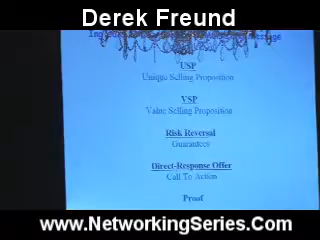 Derek Freund
Message
USP
Unique Selling Proposition
VSP
Value Selling Proposition
Risk Reversal
Guarantees
Direct-Response Offer
Call To Action
Proof
www.NetworkingSeries.Com